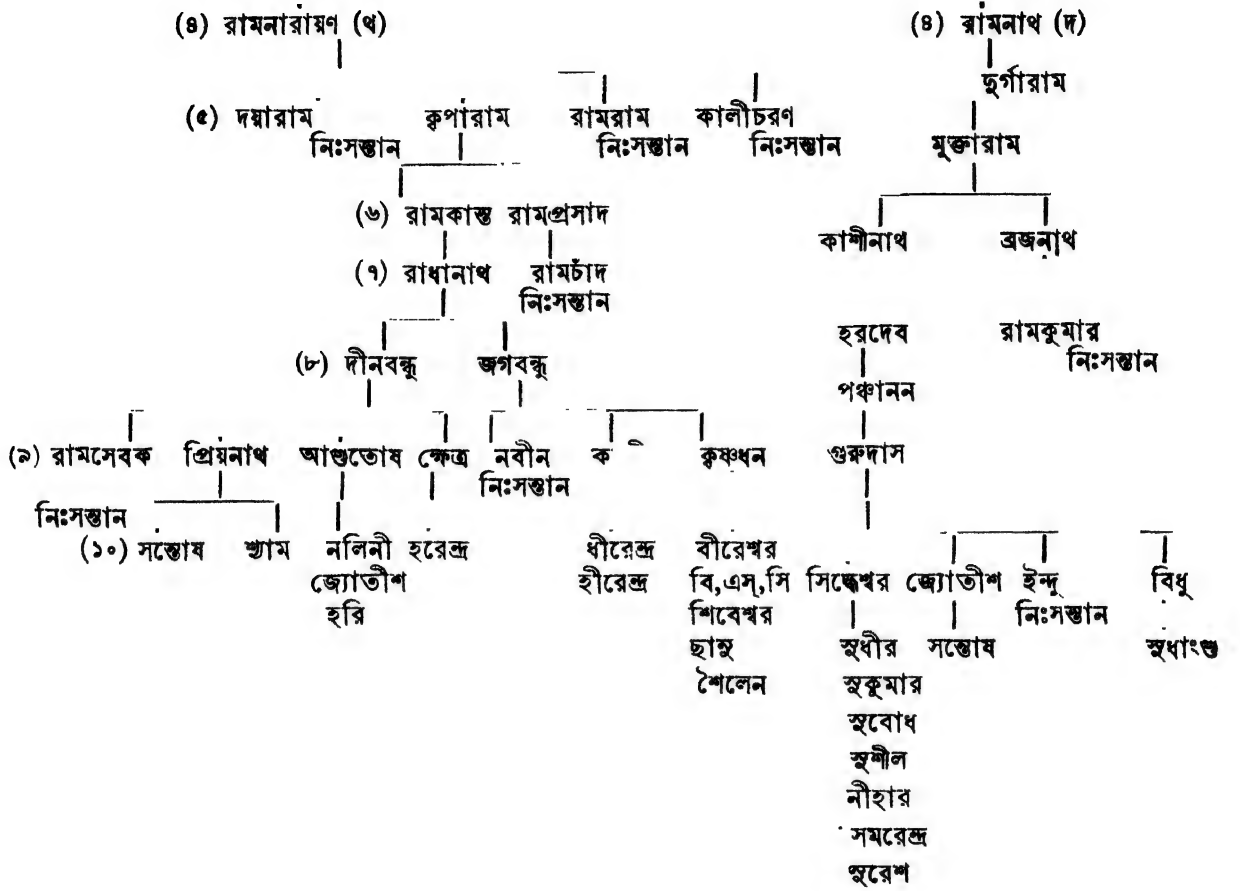 (৪) রামনারায়ণ (থ) (৪) রামনাথ (দ)
দুর্গারাম
(৫) দয়ারাম কৃপারাম রামরাম কালীচরণ
নিঃসন্তান নিঃসন্তান নিঃসন্তান মুক্তারাম
(৬) রামকান্ত রামপ্রসাদ
কাশীনাথ ব্রজনাথ
(৭) রাধানাথ রামচাঁদ
নিঃসন্তান
হরদেব রামকুমার
(৮) দীনবন্ধু জগবন্ধু নিঃসন্তান
পঞ্চানন
(৯) রামসেবক প্রিয়নাথ আশুতোষ ক্ষেত্র নবীন কৃষ্ণধন গুরুদাস
নিঃসন্তান
নিঃসন্তান
(১০) সন্তোষ শ্যাম নলিনী হরেন্দ্র ধীরেন্দ্র বীরেশ্বর
জ্যোতীশ হীরেন্দ্র বি,এস্,সি সিদ্ধেশ্বর জ্যোতীশ ইন্দু বিধু
হরি শিবেশ্বর নিঃসন্তান
ছানু সুধীর সন্তোষ সুধাংশু
শৈলেন সুকুমার
সুবোধ
সুশীল
নীহার
সমরেন্দ্র
সুরেশ